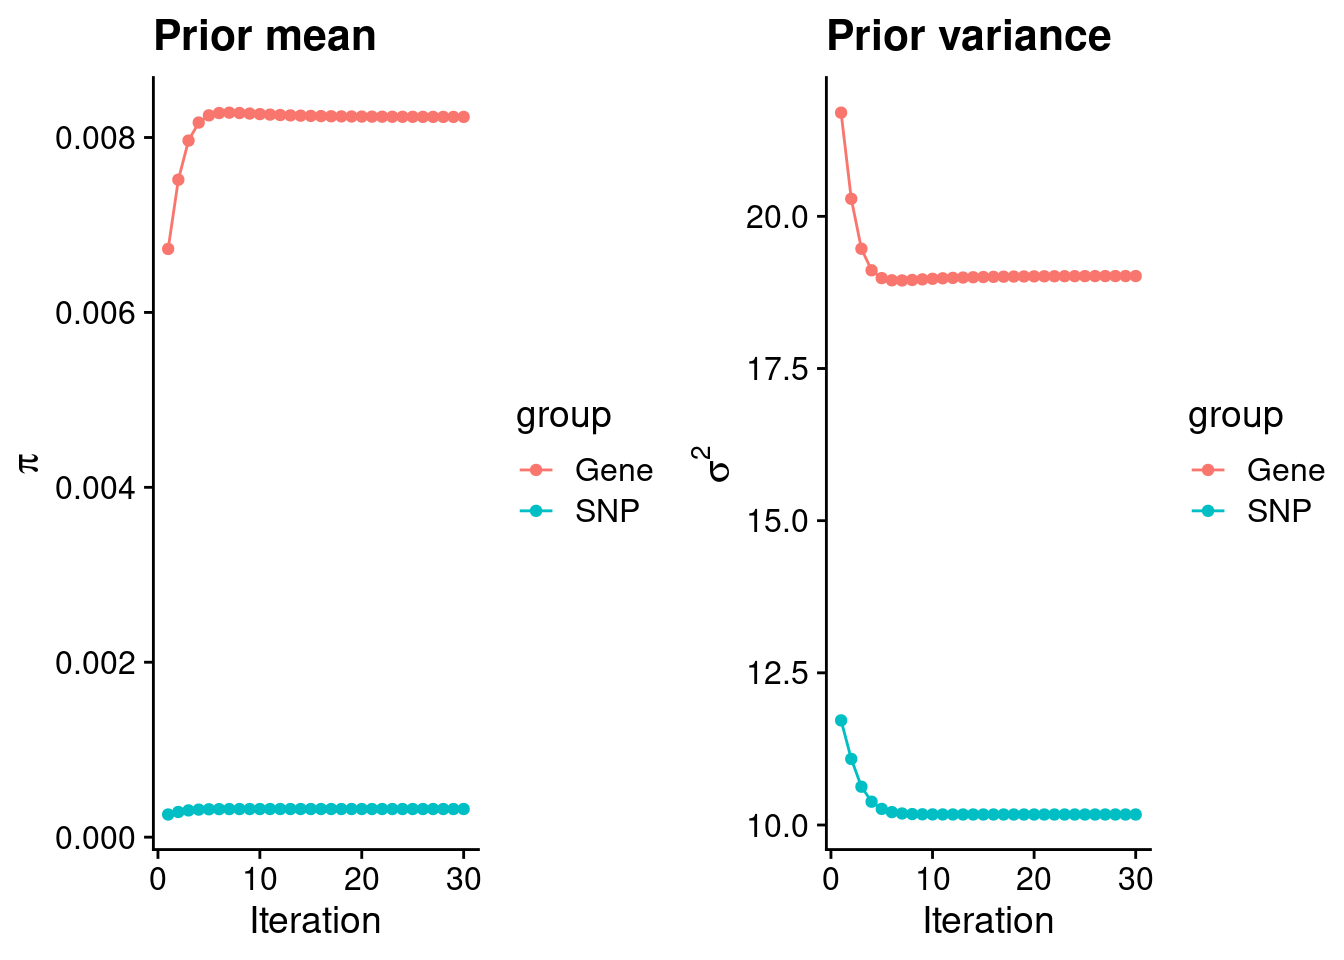 Prior mean
π
0.008
0.006
0.004
0.002
0.000
0 10 20 30
Iteration
group
Gene
SNP
Prior variance
σ²
20.0
17.5
15.0
12.5
10.0
0 10 20 30
Iteration
group
Gene
SNP